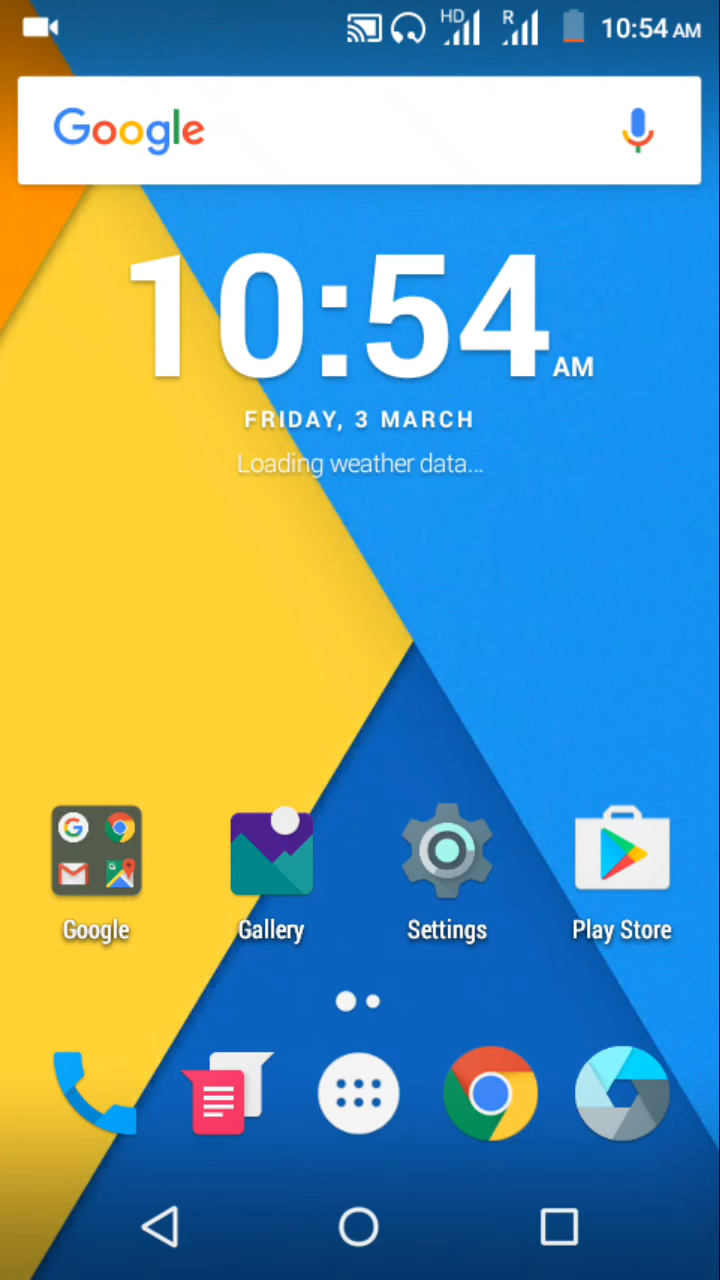 HD
R
10:54 AM
Google
10:54 AM
FRIDAY, 3 MARCH
Loading weather data...
Google
Gallery
Settings
Play Store